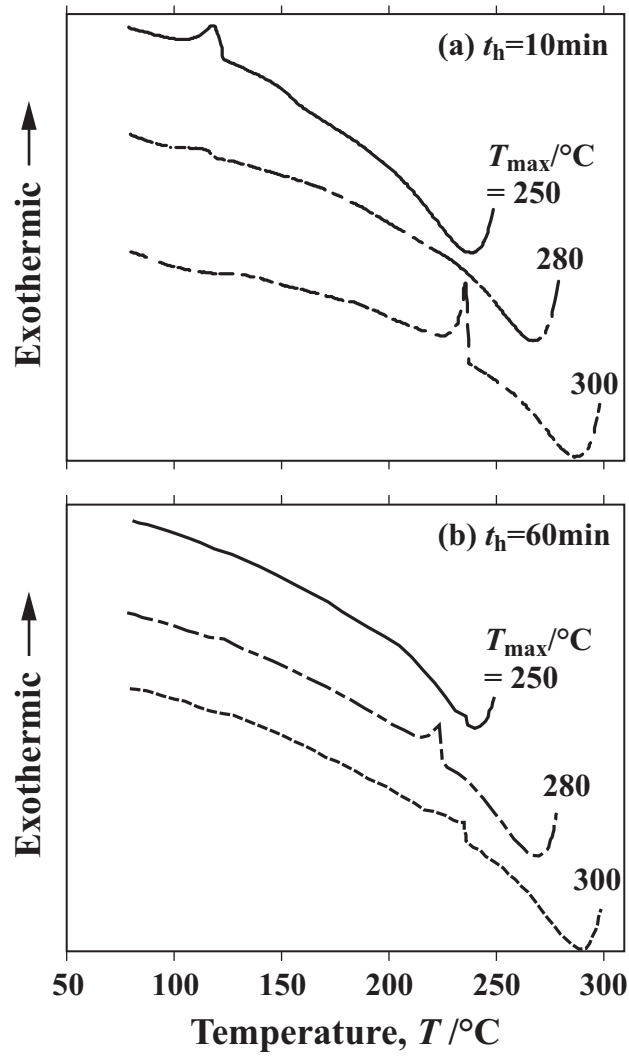 (a) t_h=10min
T_max/°C
= 250
280
300
Exothermic →
(b) t_h=60min
T_max/°C
= 250
280
300
Exothermic →
50 100 150 200 250 300
Temperature, T /°C